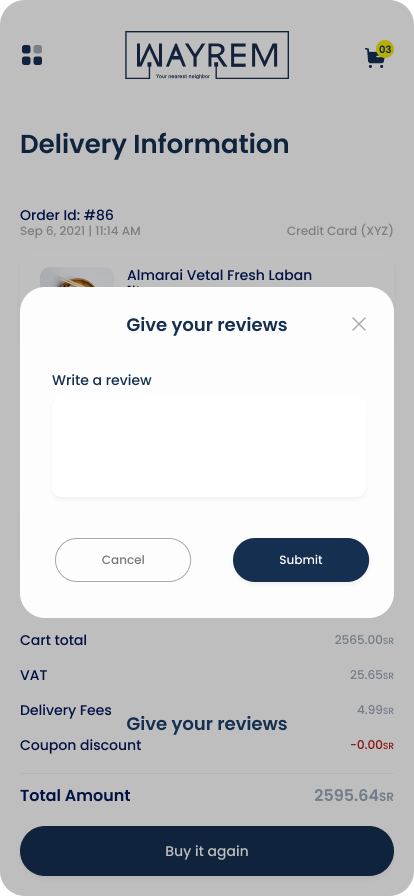 WAYREM
Your nearest neighbor
03
Delivery Information
Order Id: #86
Sep 6, 2021 | 11:14 AM
Credit Card (XYZ)
Almarai Vetal Fresh Laban
Give your reviews
Write a review
Cancel
Submit
Cart total 2565.00SR
VAT 25.65SR
Delivery Fees 4.99SR
Give your reviews
Coupon discount -0.00SR
Total Amount 2595.64SR
Buy it again